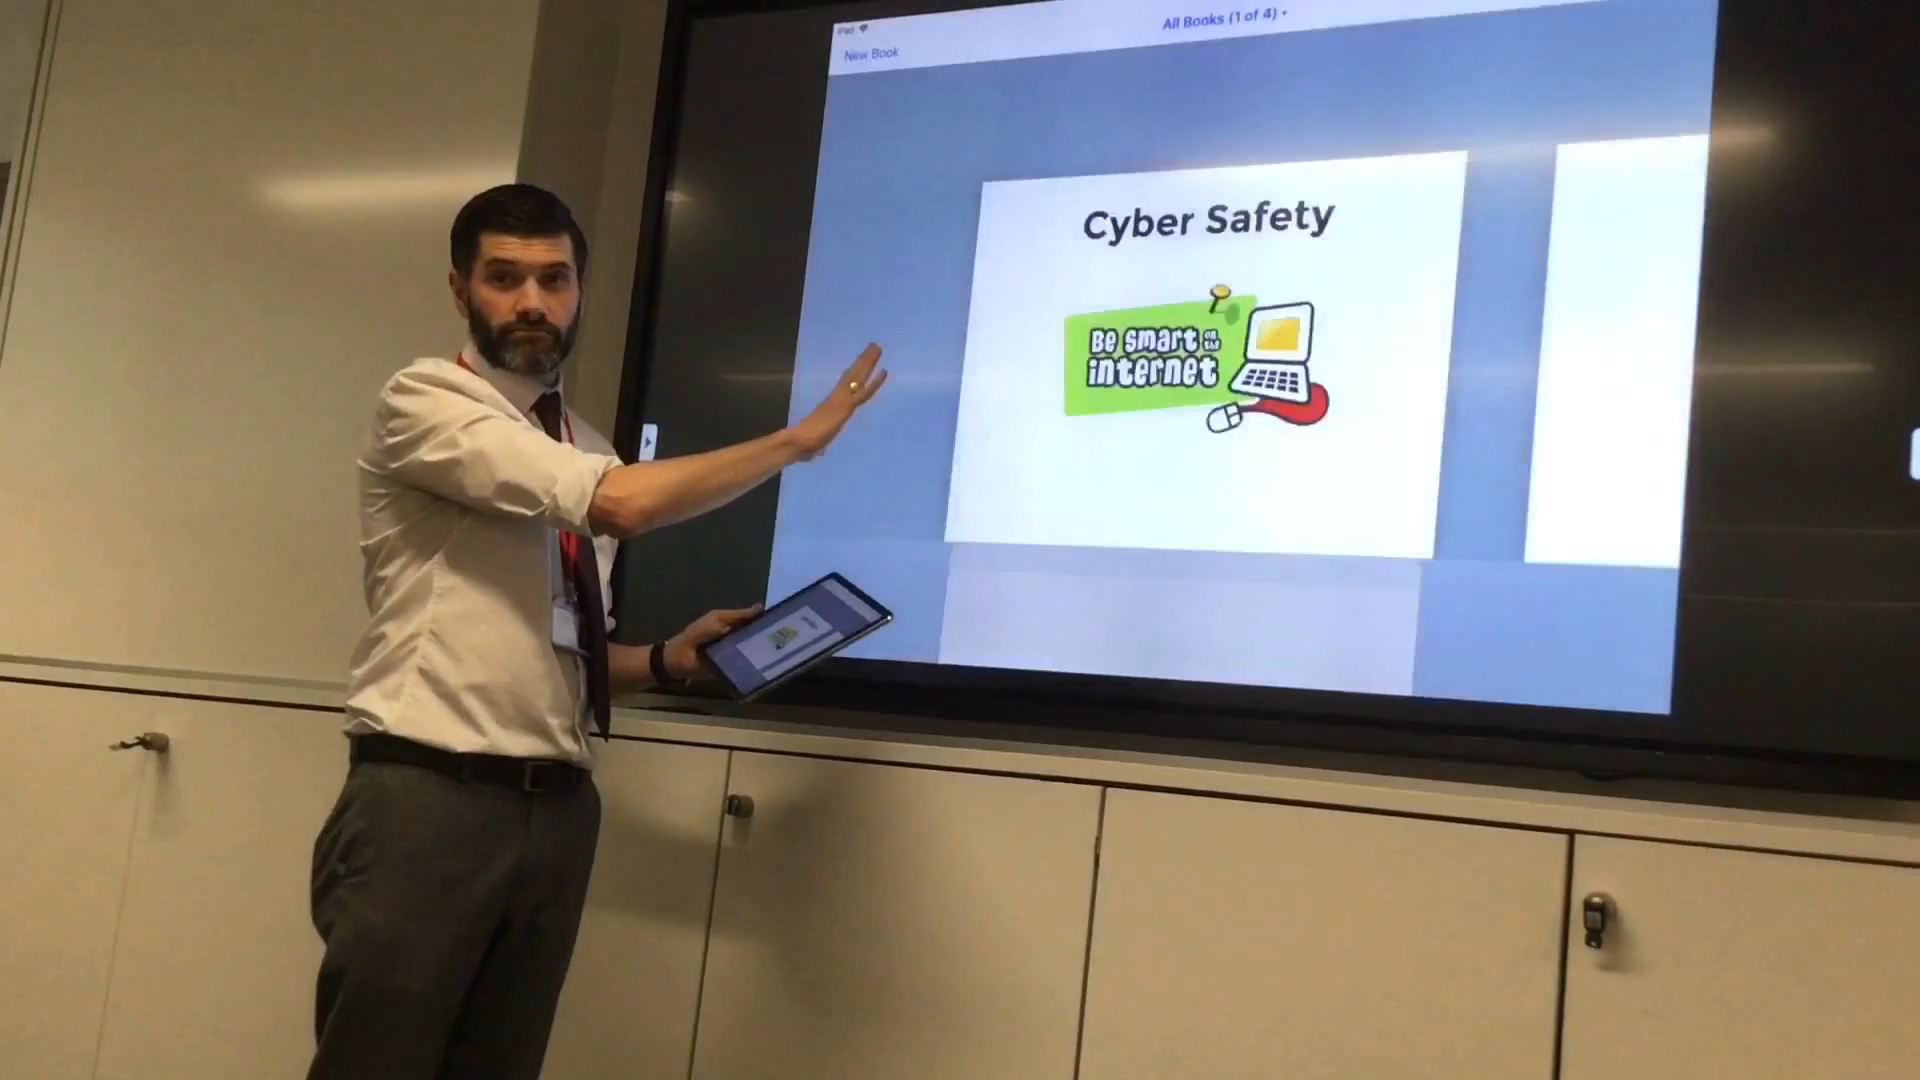 iPad
All Books (1 of 4)
New Book
Cyber Safety
Be smart on the
internet